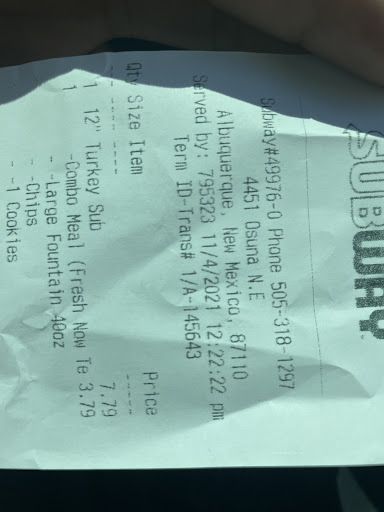 SUBWAY
Subway#49976-0 Phone 505-318-1297
4451 Osuna N.E
Albuquerque, New Mexico, 87110
Served by: 795323 11/4/2021 12:22:22 pm
Term ID-Trans# 1/A-145643
Qty Size Item Price
--- ---- ---- -----
1 12" Turkey Sub 7.79
1 -Combo Meal (Fresh Now Te 3.79
- -Large Fountain 40oz
- -Chips
- -1 Cookies